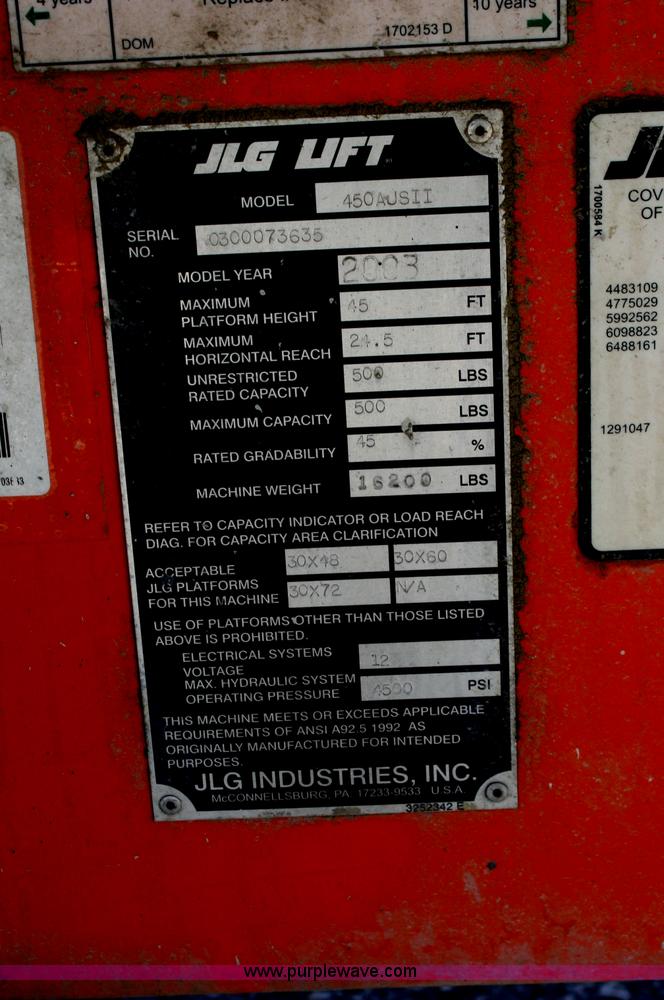 4 years
10 years
DOM
1702153 D
JLG LIFT
MODEL 450AJSII
SERIAL NO. 0300073635
MODEL YEAR 2003
MAXIMUM PLATFORM HEIGHT 45 FT
MAXIMUM HORIZONTAL REACH 24.5 FT
UNRESTRICTED RATED CAPACITY 500 LBS
MAXIMUM CAPACITY 500 LBS
RATED GRADABILITY 45 %
MACHINE WEIGHT 16200 LBS
REFER TO CAPACITY INDICATOR OR LOAD REACH
DIAG. FOR CAPACITY AREA CLARIFICATION
ACCEPTABLE 30X48 30X60
JLG PLATFORMS 30X72 N/A
FOR THIS MACHINE
USE OF PLATFORMS OTHER THAN THOSE LISTED
ABOVE IS PROHIBITED.
ELECTRICAL SYSTEMS VOLTAGE 12
MAX. HYDRAULIC SYSTEM OPERATING PRESSURE 4500 PSI
THIS MACHINE MEETS OR EXCEEDS APPLICABLE
REQUIREMENTS OF ANSI A92.5 1992 AS
ORIGINALLY MANUFACTURED FOR INTENDED
PURPOSES.
JLG INDUSTRIES, INC.
McCONNELLSBURG, PA. 17233-9533 U.S.A.
3252342 E
1700584 K
COV
OF
4483109
4775029
5992562
6098823
6488161
1291047
www.purplewave.com